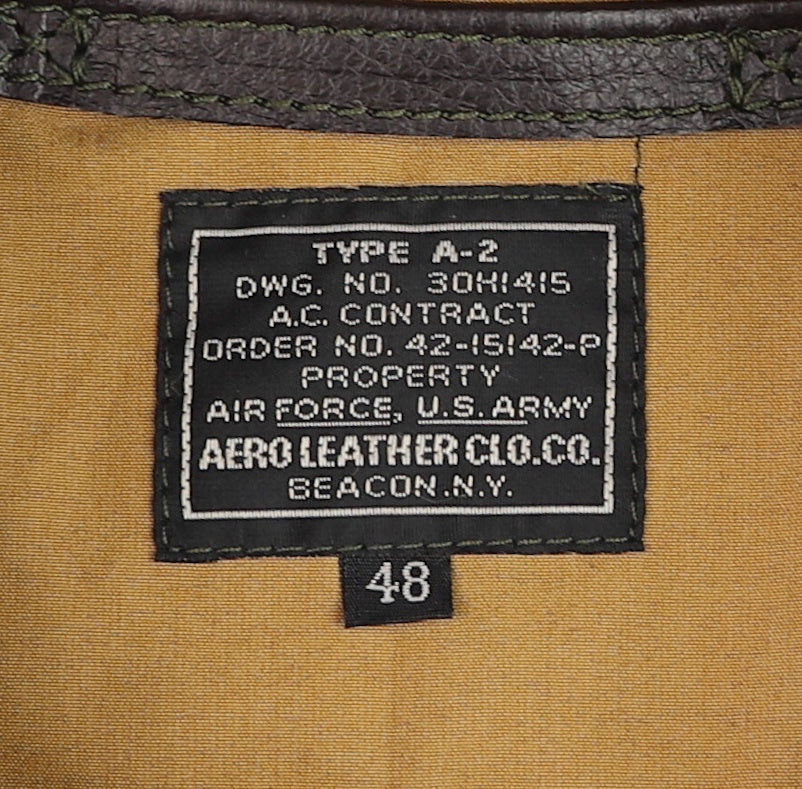 TYPE A-2
DWG. NO. 30H1415
A.C. CONTRACT
ORDER NO. 42-15142-P
PROPERTY
AIR FORCE, U.S. ARMY
AERO LEATHER CLO.CO.
BEACON.N.Y.
48